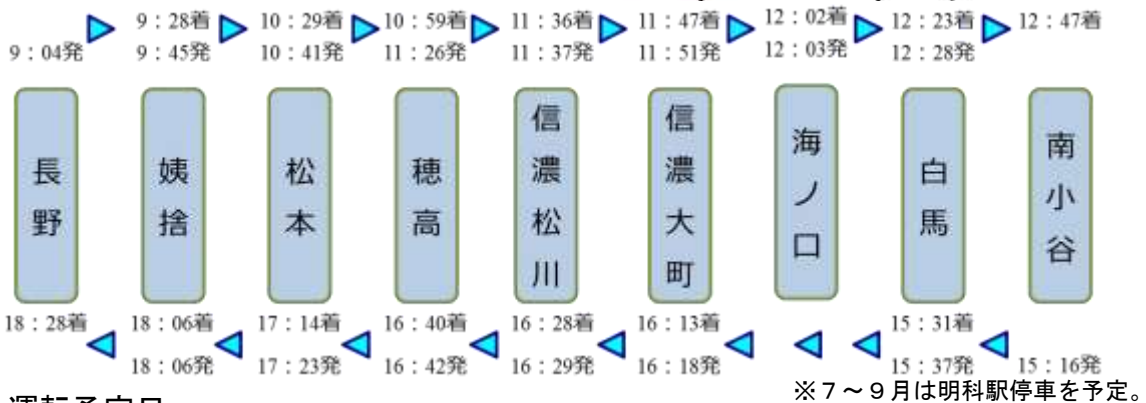 9：28着 10：29着 10：59着 11：36着 11：47着 12：02着 12：23着 12：47着
9：04発 9：45発 10：41発 11：26発 11：37発 11：51発 12：03発 12：28発
長野
姨捨
松本
穂高
信濃松川
信濃大町
海ノ口
白馬
南小谷
18：28着 18：06着 17：14着 16：40着 16：28着 16：13着 15：31着
18：06発 17：23発 16：42発 16：29発 16：18発 15：37発 15：16発
※７～９月は明科駅停車を予定。